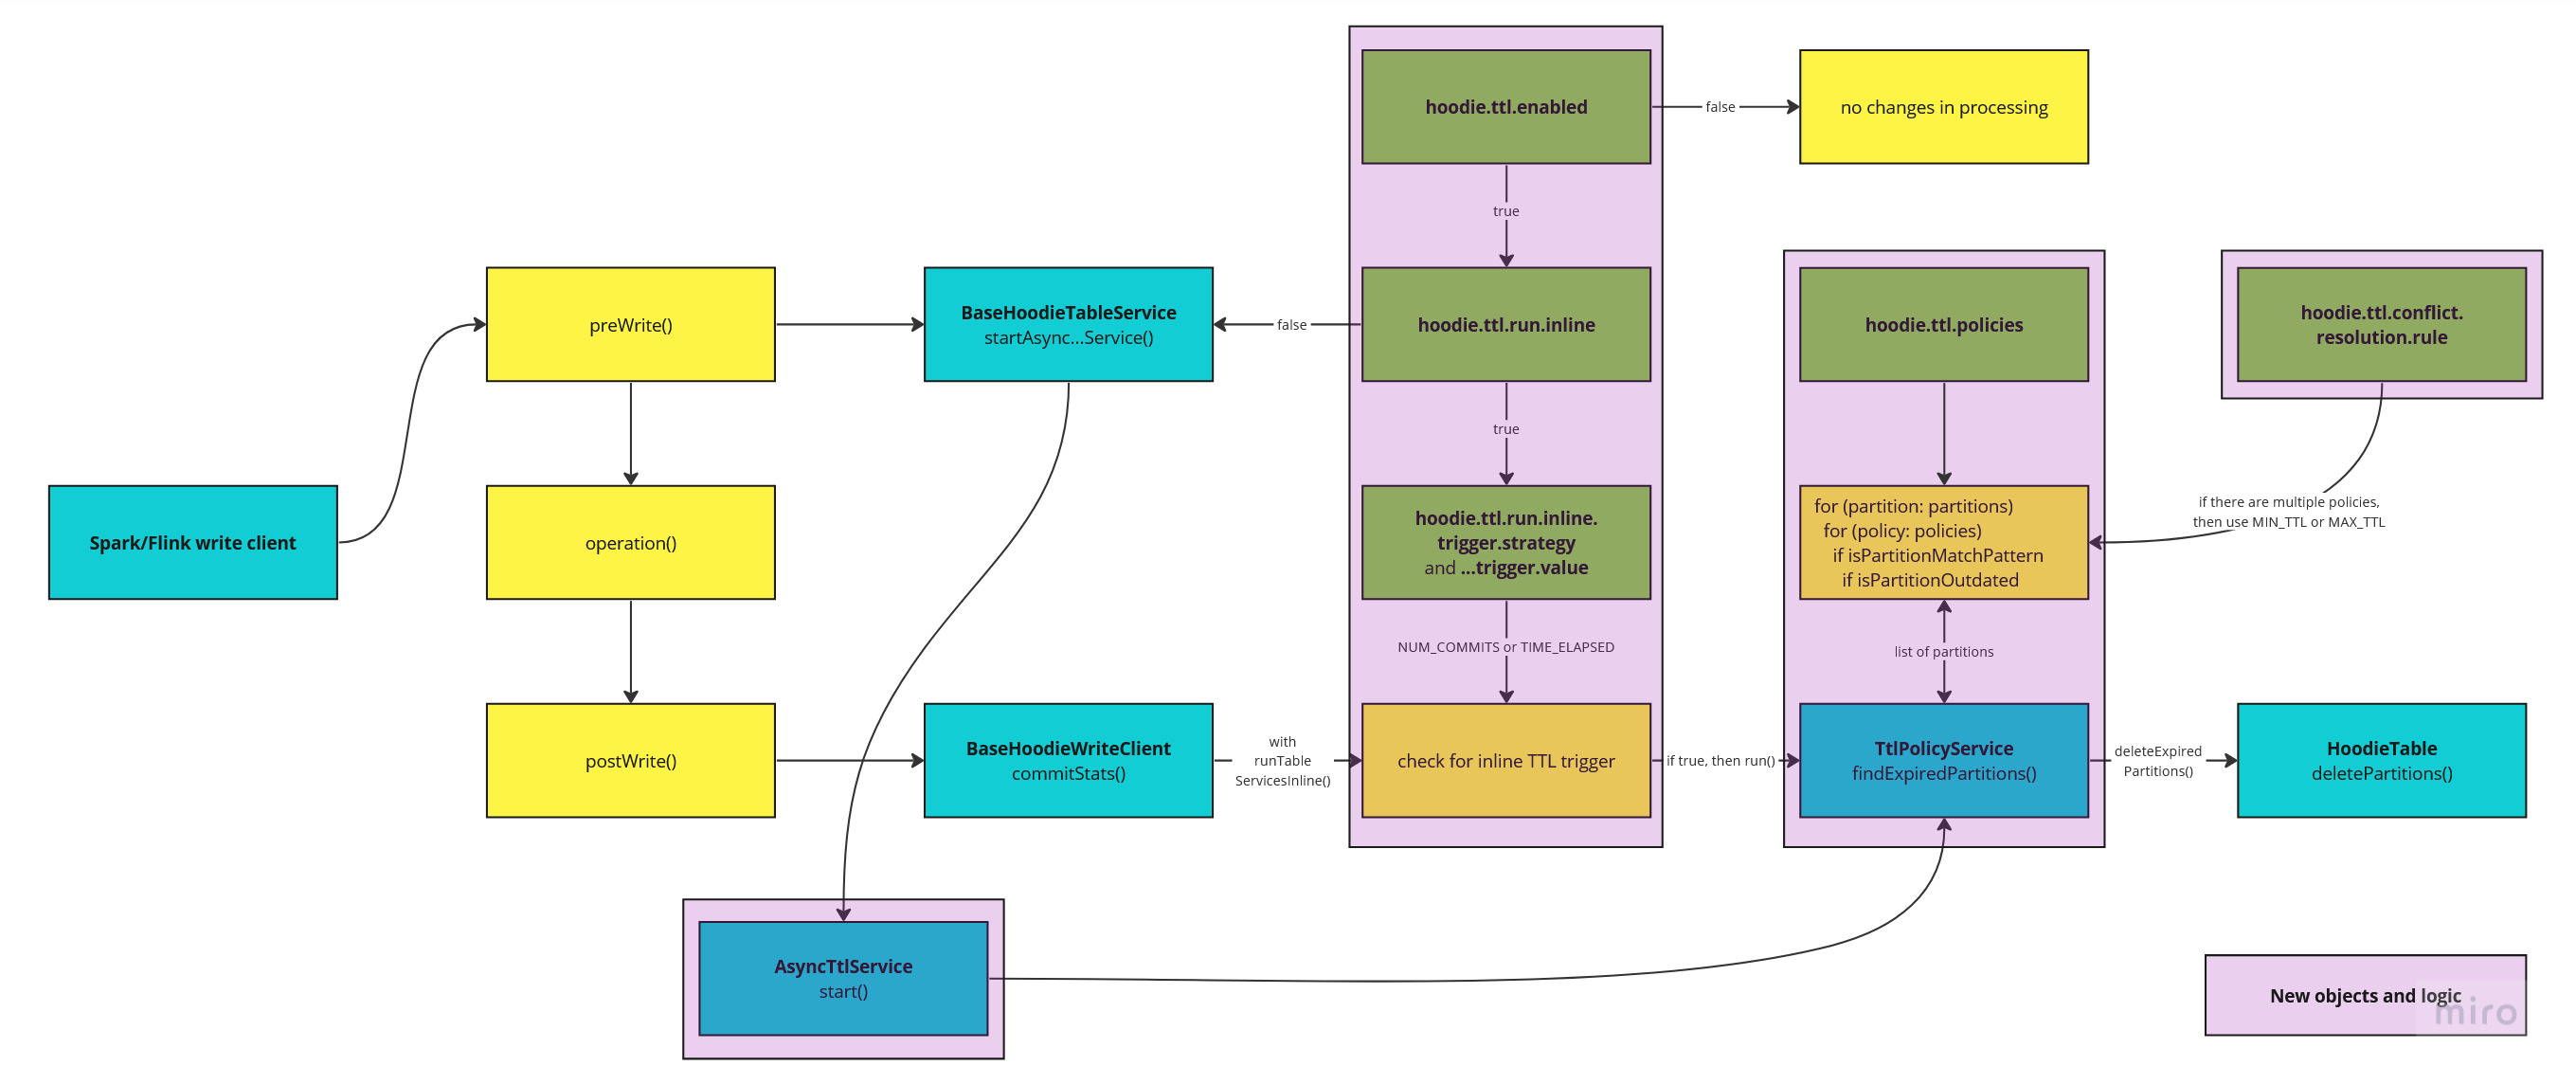 hoodie.ttl.enabled
false
no changes in processing
true
preWrite()
BaseHoodieTableService
startAsync...Service()
false
hoodie.ttl.run.inline
hoodie.ttl.policies
hoodie.ttl.conflict.
resolution.rule
true
Spark/Flink write client
operation()
hoodie.ttl.run.inline.
trigger.strategy
and ...trigger.value
for (partition: partitions)
for (policy: policies)
if isPartitionMatchPattern
if isPartitionOutdated
if there are multiple policies,
then use MIN_TTL or MAX_TTL
NUM_COMMITS or TIME_ELAPSED
list of partitions
postWrite()
BaseHoodieWriteClient
commitStats()
with
runTable
ServicesInline()
check for inline TTL trigger
if true, then run()
TtlPolicyService
findExpiredPartitions()
deleteExpired
Partitions()
HoodieTable
deletePartitions()
AsyncTtlService
start()
New objects and logic
miro